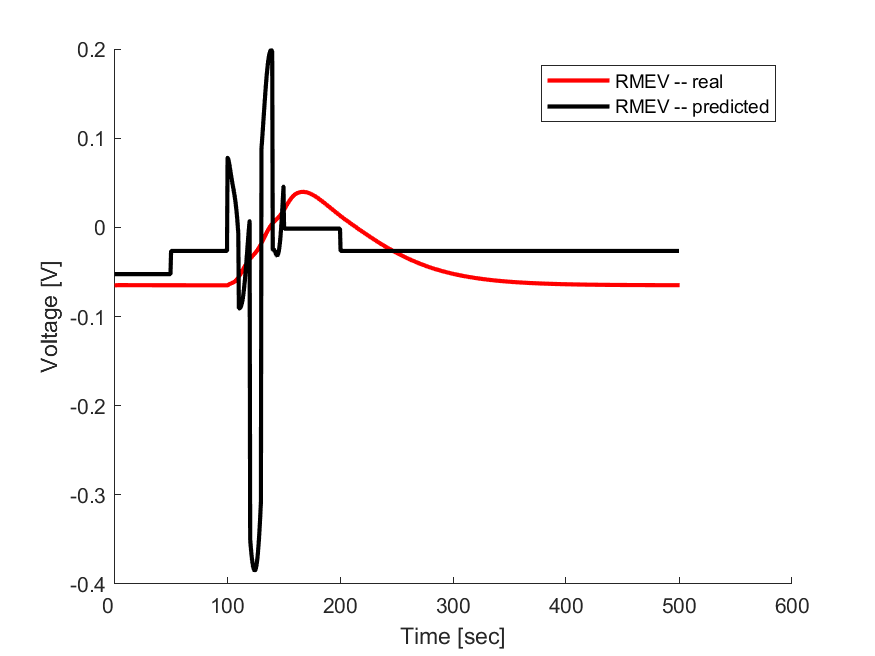 RMEV -- real
RMEV -- predicted
0.2
0.1
0
-0.1
-0.2
-0.3
-0.4
Voltage [V]
0 100 200 300 400 500 600
Time [sec]